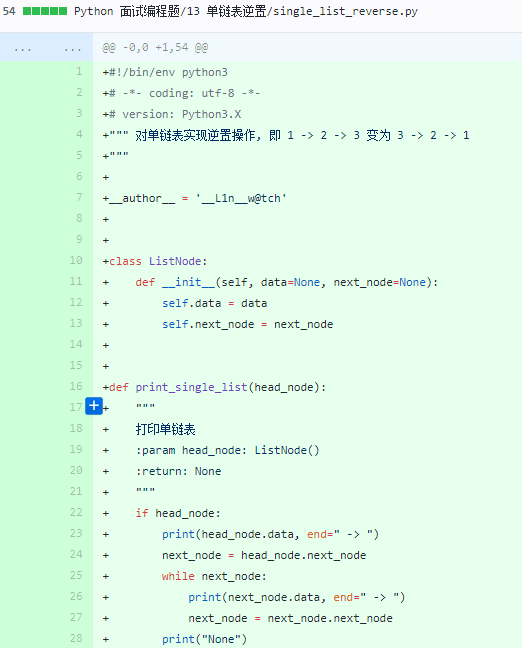 54 Python 面试编程题/13 单链表逆置/single_list_reverse.py
... ... @@ -0,0 +1,54 @@
1 +#!/bin/env python3
2 +# -*- coding: utf-8 -*-
3 +# version: Python3.X
4 +""" 对单链表实现逆置操作, 即 1 -> 2 -> 3 变为 3 -> 2 -> 1
5 +"""
6 +
7 +__author__ = '__L1n__w@tch'
8 +
9 +
10 +class ListNode:
11 +    def __init__(self, data=None, next_node=None):
12 +        self.data = data
13 +        self.next_node = next_node
14 +
15 +
16 +def print_single_list(head_node):
17 +    """
18 +    打印单链表
19 +    :param head_node: ListNode()
20 +    :return: None
21 +    """
22 +    if head_node:
23 +        print(head_node.data, end=" -> ")
24 +        next_node = head_node.next_node
25 +        while next_node:
26 +            print(next_node.data, end=" -> ")
27 +            next_node = next_node.next_node
28 +        print("None")